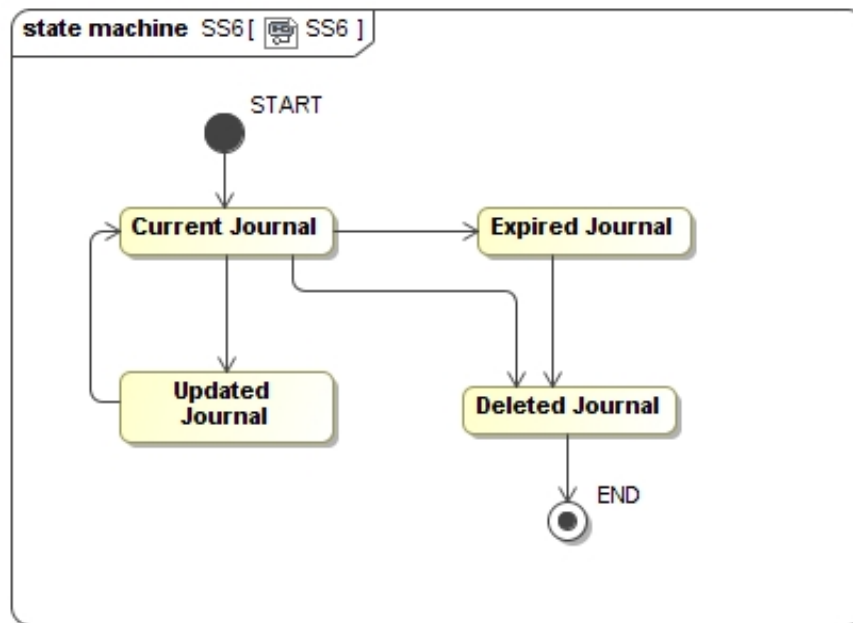 state machine SS6 [ SS6 ]
START
Current Journal
Expired Journal
Updated
Journal
Deleted Journal
END